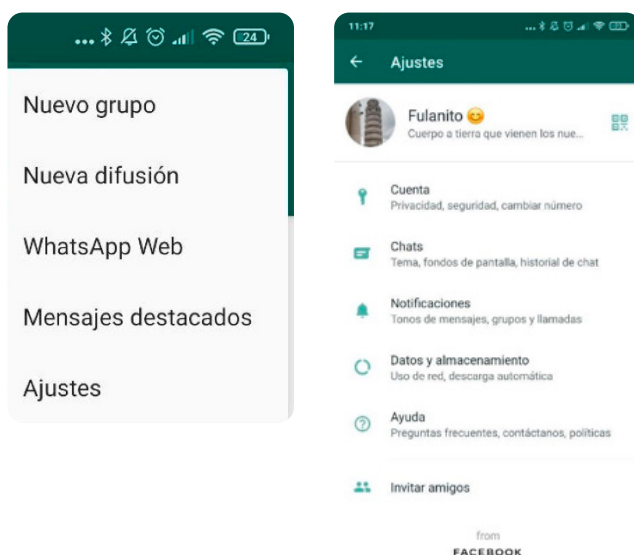 24
Nuevo grupo
Nueva difusión
WhatsApp Web
Mensajes destacados
Ajustes
11:17
Ajustes
Fulanito 😊
Cuerpo a tierra que vienen los nue...
Cuenta
Privacidad, seguridad, cambiar número
Chats
Tema, fondos de pantalla, historial de chat
Notificaciones
Tonos de mensajes, grupos y llamadas
Datos y almacenamiento
Uso de red, descarga automática
Ayuda
Preguntas frecuentes, contáctanos, políticas
Invitar amigos
from
FACEBOOK